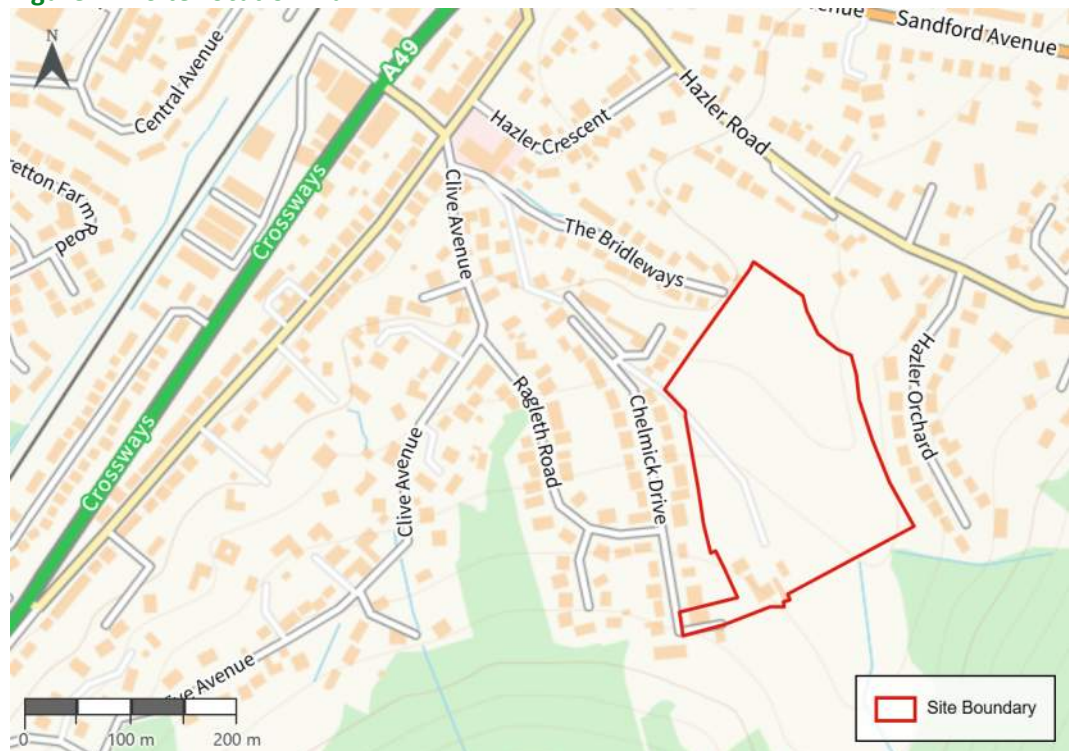 N
Central Avenue
A49
Sandford Avenue
Hazler Road
Hazler Crescent
Crossways
Clive Avenue
The Bridleways
Road
Hazler Orchard
Ragleth Road
Chelmick Drive
Clive Avenue
Crossways
Avenue
0
100 m
200 m
Site Boundary